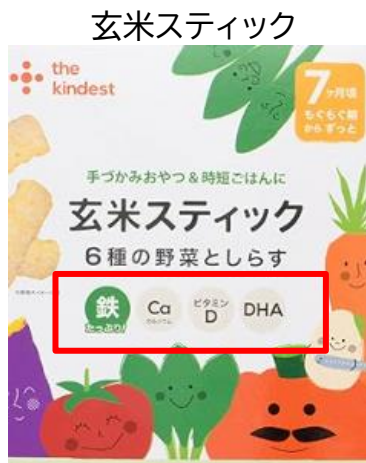 玄米スティック
the
kindest
7ヶ月頃
もぐもぐ期
からずっと
手づかみおやつ&時短ごはんに
玄米スティック
6種の野菜としらす
鉄
たっぷり!
Ca
カルシウム
ビタミン
D
DHA